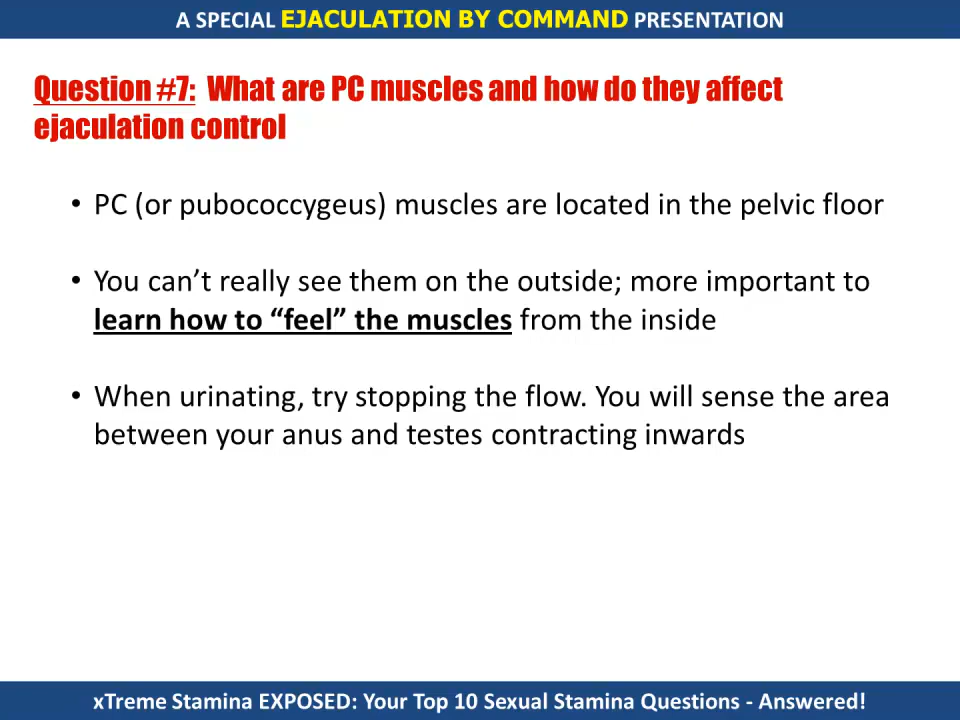 A SPECIAL EJACULATION BY COMMAND PRESENTATION
Question #7: What are PC muscles and how do they affect
ejaculation control
• PC (or pubococcygeus) muscles are located in the pelvic floor
• You can’t really see them on the outside; more important to
learn how to “feel” the muscles from the inside
• When urinating, try stopping the flow. You will sense the area
between your anus and testes contracting inwards
xTreme Stamina EXPOSED: Your Top 10 Sexual Stamina Questions - Answered!